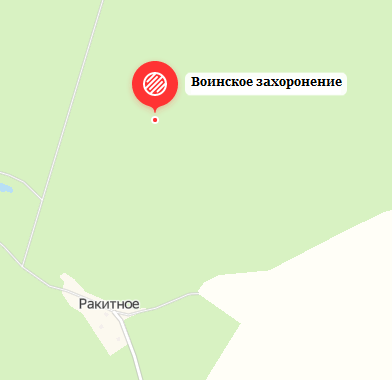 Воинское захоронение
Ракитное